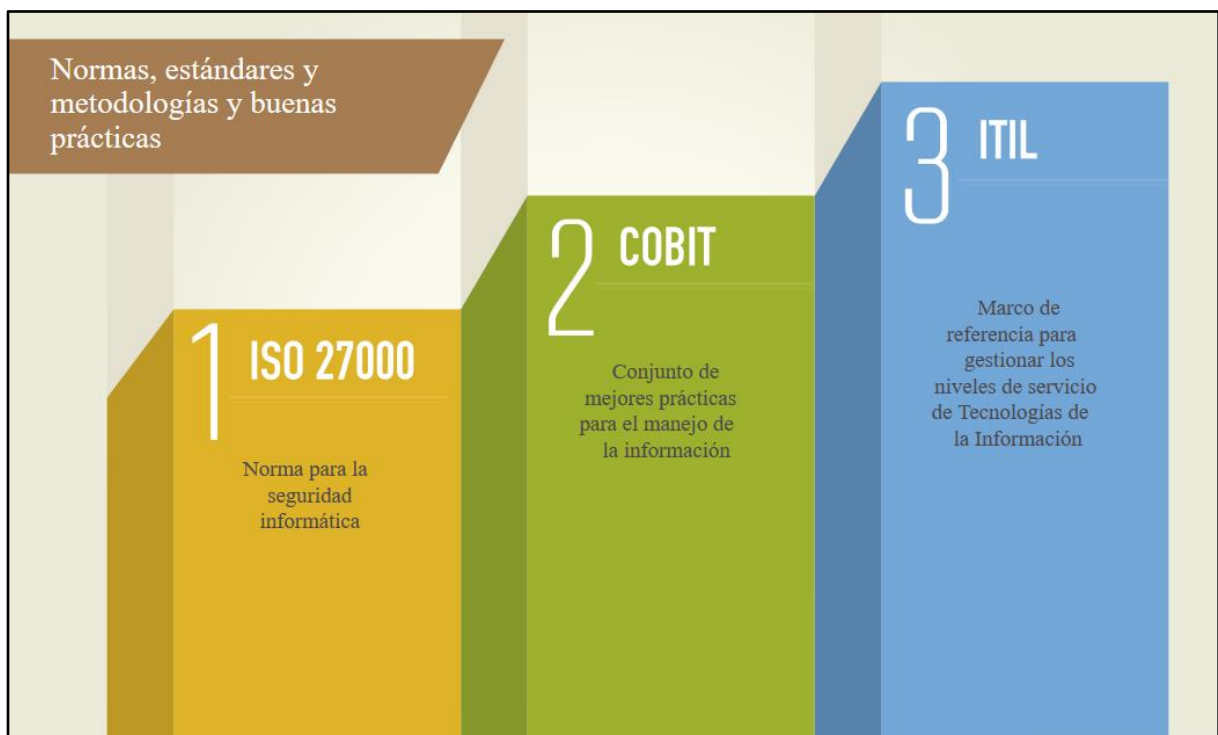 Normas, estándares y
metodologías y buenas
prácticas
1 ISO 27000
Norma para la
seguridad
informática
2 COBIT
Conjunto de
mejores prácticas
para el manejo de
la información
3 ITIL
Marco de
referencia para
gestionar los
niveles de servicio
de Tecnologías de
la Información